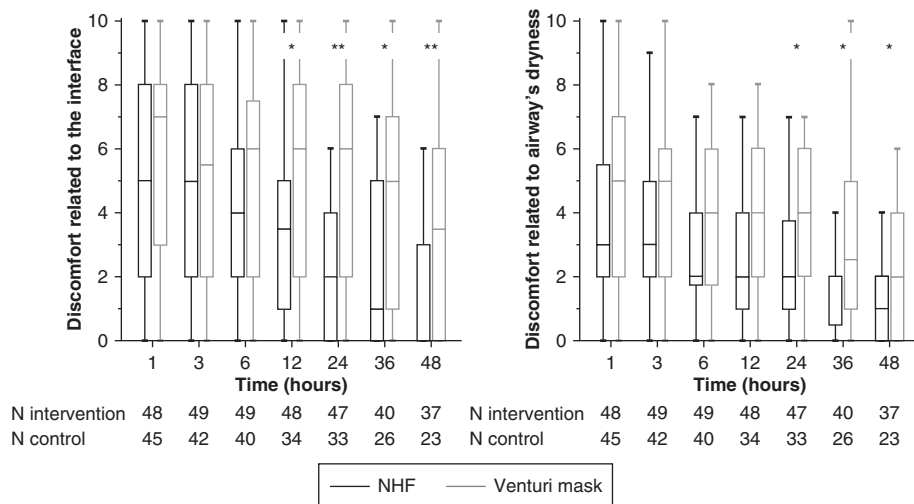 Discomfort related to the interface
10
8
6
4
2
0
* ** * **
1 3 6 12 24 36 48
Time (hours)
Discomfort related to airway's dryness
10
8
6
4
2
0
* * *
1 3 6 12 24 36 48
Time (hours)
N intervention 48 49 49 48 47 40 37 48 49 49 48 47 40 37
N control 45 42 40 34 33 26 23 45 42 40 34 33 26 23
NHF Venturi mask